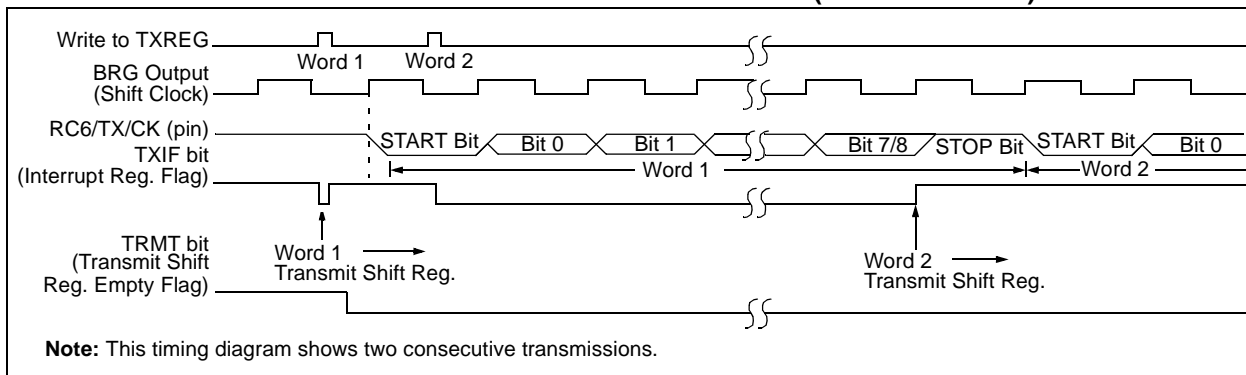 Write to TXREG
Word 1
Word 2
BRG Output
(Shift Clock)
RC6/TX/CK (pin)
START Bit
Bit 0
Bit 1
Bit 7/8
STOP Bit
START Bit
Bit 0
TXIF bit
(Interrupt Reg. Flag)
Word 1
Word 2
Word 1
Transmit Shift Reg.
Word 2
Transmit Shift Reg.
TRMT bit
(Transmit Shift
Reg. Empty Flag)
Note: This timing diagram shows two consecutive transmissions.